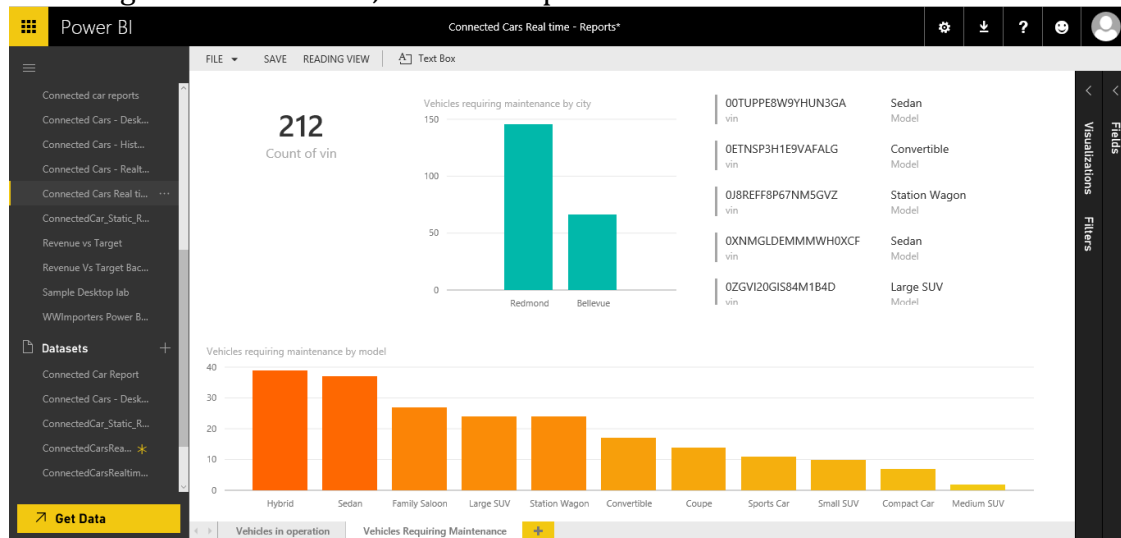 Power BI
Connected Cars Real time - Reports*
?
FILE
SAVE
READING VIEW
Text Box
Connected car reports
Connected Cars - Desk...
Connected Cars - Hist...
Connected Cars - Realt...
Connected Cars Real ti... ...
ConnectedCar_Static_R...
Revenue vs Target
Revenue Vs Target Bac...
Sample Desktop lab
WWImporters Power B...
Datasets +
Connected Car Report
Connected Cars - Desk...
ConnectedCar_Static_R...
ConnectedCarsRea...
ConnectedCarsRealtim...
Get Data
212
Count of vin
Vehicles requiring maintenance by city
150
100
50
0
Redmond Bellevue
00TUPPE8W9YHUN3GA Sedan
vin Model
0ETNSP3H1E9VAFALG Convertible
vin Model
0J8REFF8P67NM5GVZ Station Wagon
vin Model
0XNMGLDEMMMWH0XCF Sedan
vin Model
0ZGVI20GIS84M1B4D Large SUV
vin Model
Vehicles requiring maintenance by model
40
30
20
10
0
Hybrid Sedan Family Saloon Large SUV Station Wagon Convertible Coupe Sports Car Small SUV Compact Car Medium SUV
Vehicles in operation Vehicles Requiring Maintenance +
Visualizations
Filters
Fields